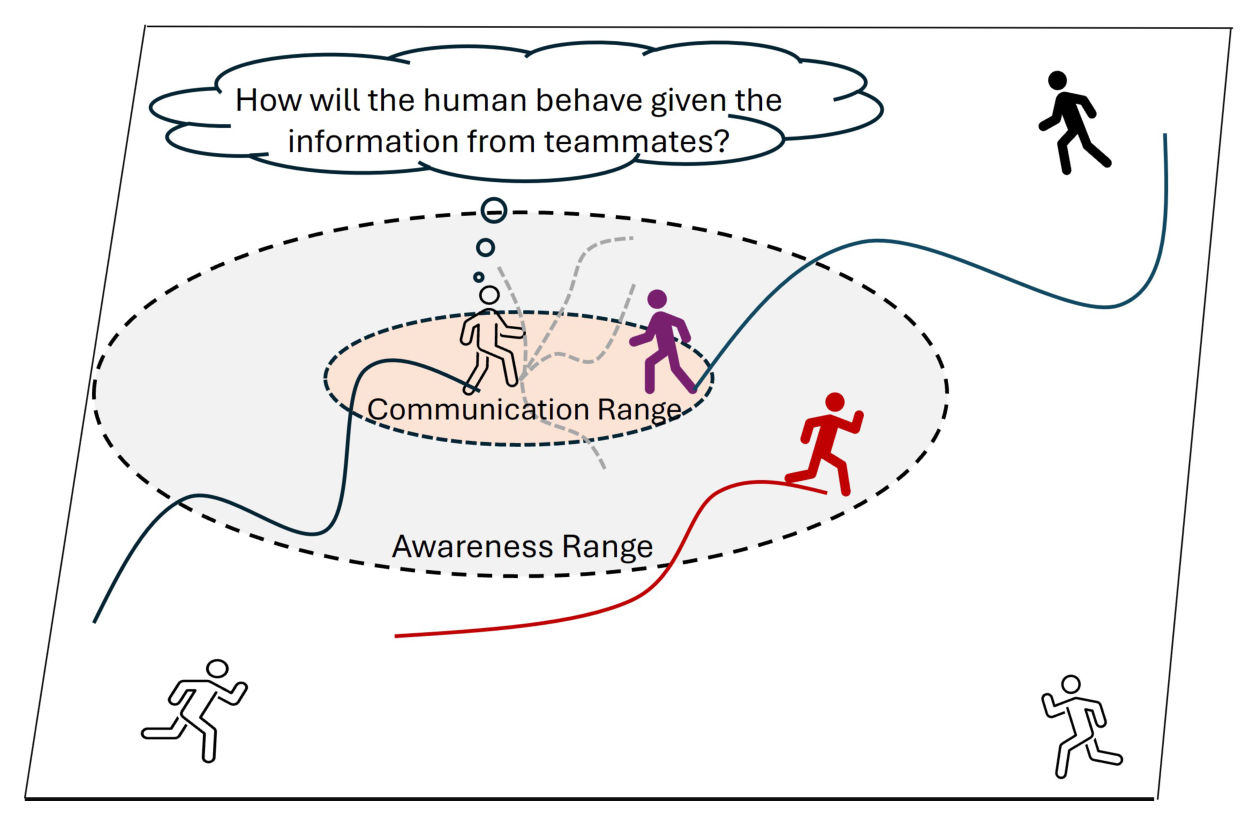 How will the human behave given the
information from teammates?
Communication Range
Awareness Range